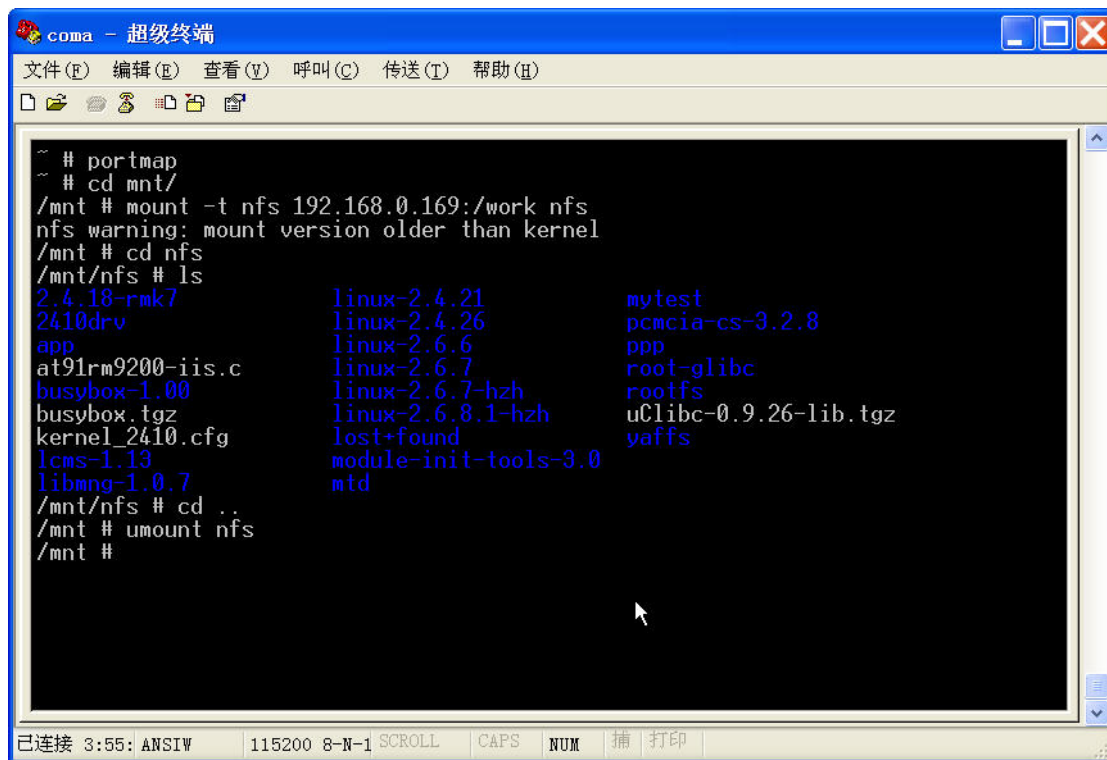 coma - 超级终端
文件(F) 编辑(E) 查看(V) 呼叫(C) 传送(T) 帮助(H)
~ # portmap
~ # cd mnt/
/mnt # mount -t nfs 192.168.0.169:/work nfs
nfs warning: mount version older than kernel
/mnt # cd nfs
/mnt/nfs # ls
2.4.18-rmk7 linux-2.4.21 mytest
2410drv linux-2.4.26 pcmcia-cs-3.2.8
app linux-2.6.6 ppp
at91rm9200-iis.c linux-2.6.7 root-glibc
busybox-1.00 linux-2.6.7-hzh rootfs
busybox.tgz linux-2.6.8.1-hzh uClibc-0.9.26-lib.tgz
kernel_2410.cfg lost+found yaffs
lcms-1.13 module-init-tools-3.0
libmng-1.0.7 mtd
/mnt/nfs # cd ..
/mnt # umount nfs
/mnt #
已连接 3:55: ANSIW 115200 8-N-1 SCROLL CAPS NUM 捕 打印